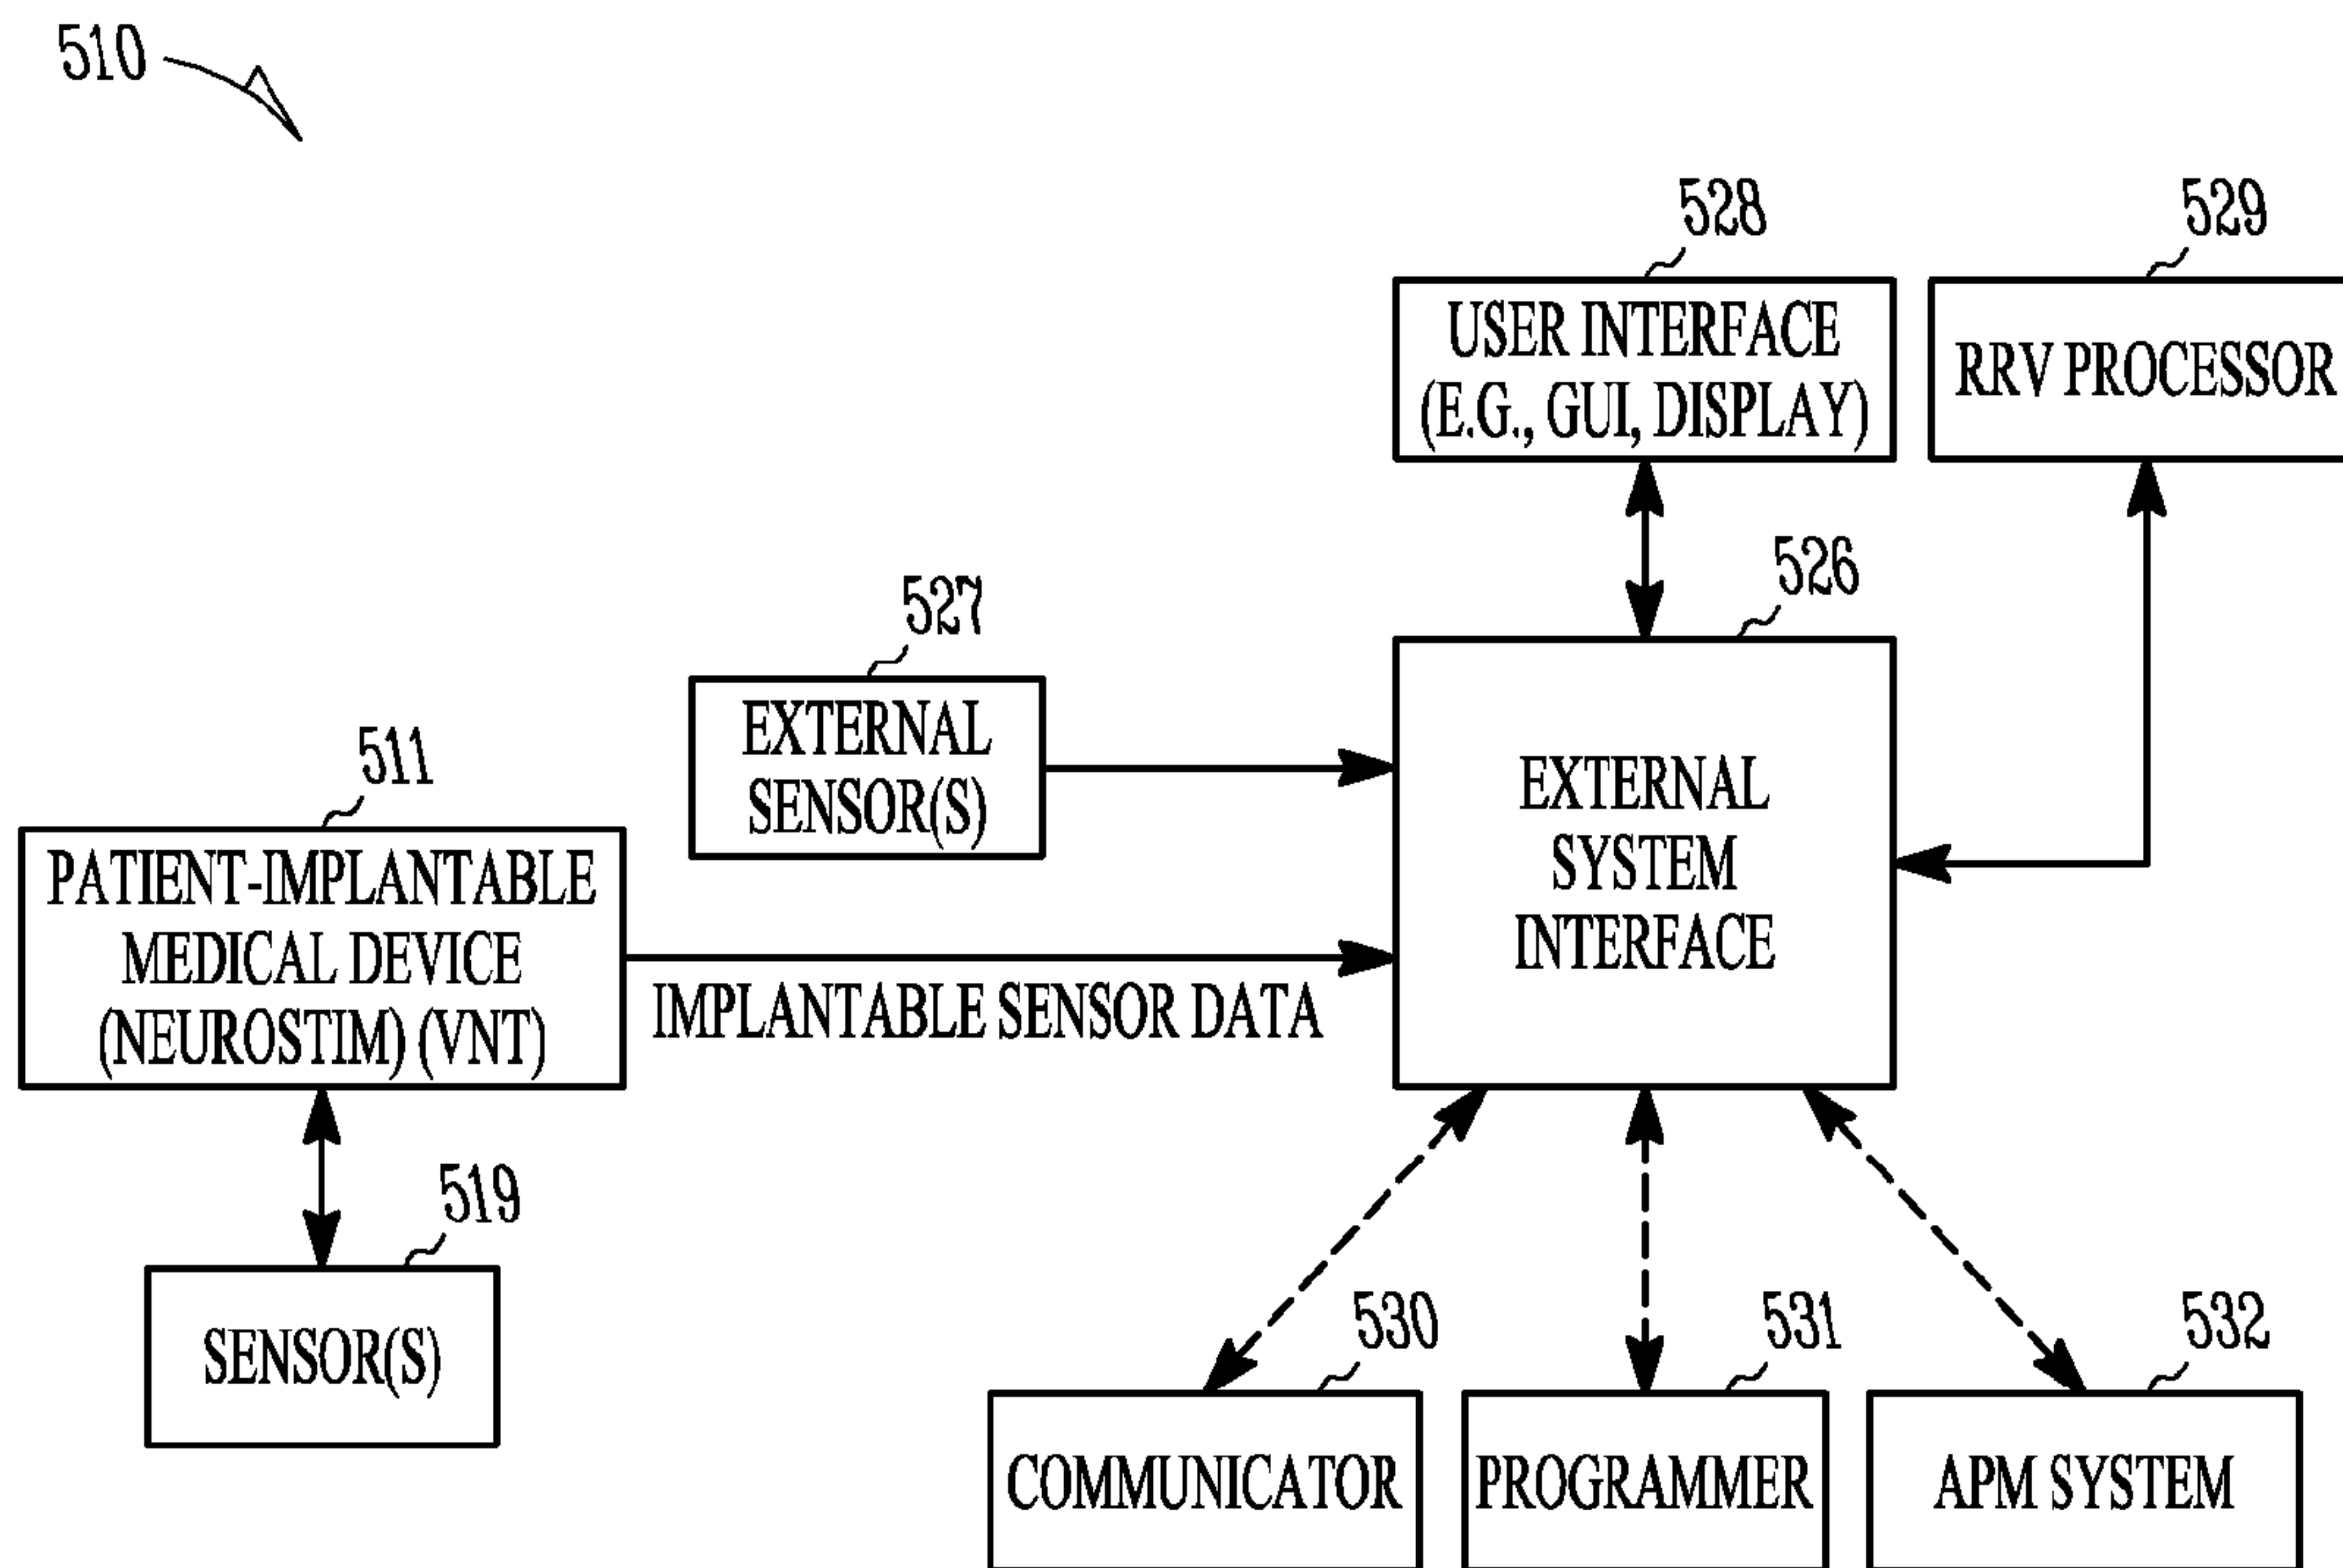 510
528
529
USER INTERFACE
(E.G., GUI, DISPLAY)
RRV PROCESSOR
526
527
EXTERNAL
SENSOR(S)
EXTERNAL
SYSTEM
INTERFACE
511
PATIENT-IMPLANTABLE
MEDICAL DEVICE
(NEUROSTIM) (VNT)
IMPLANTABLE SENSOR DATA
519
SENSOR(S)
530
531
532
COMMUNICATOR
PROGRAMMER
APM SYSTEM